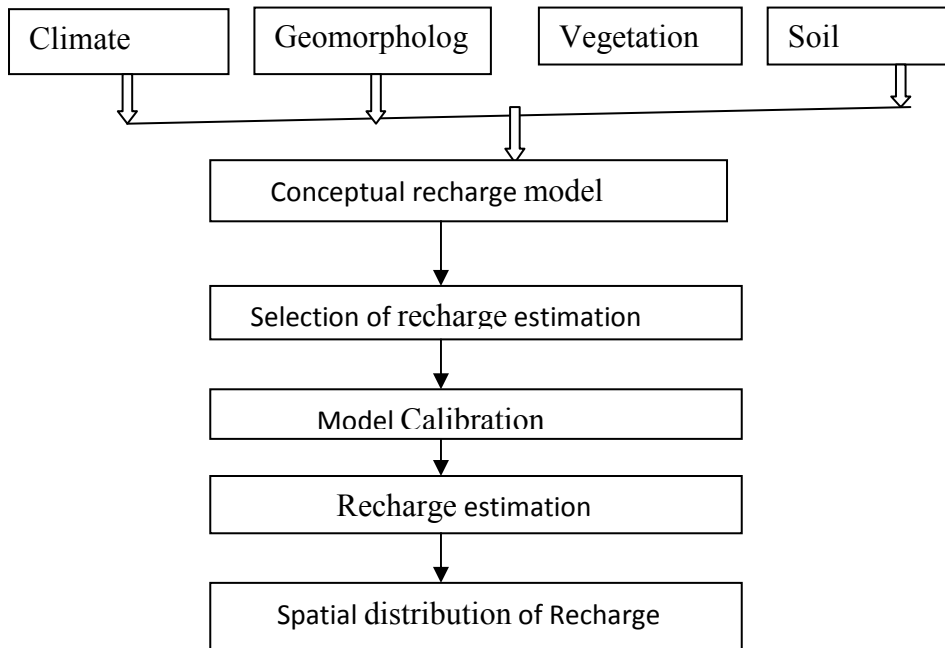 Climate
Geomorpholog
Vegetation
Soil
Conceptual recharge model
Selection of recharge estimation
Model Calibration
Recharge estimation
Spatial distribution of Recharge